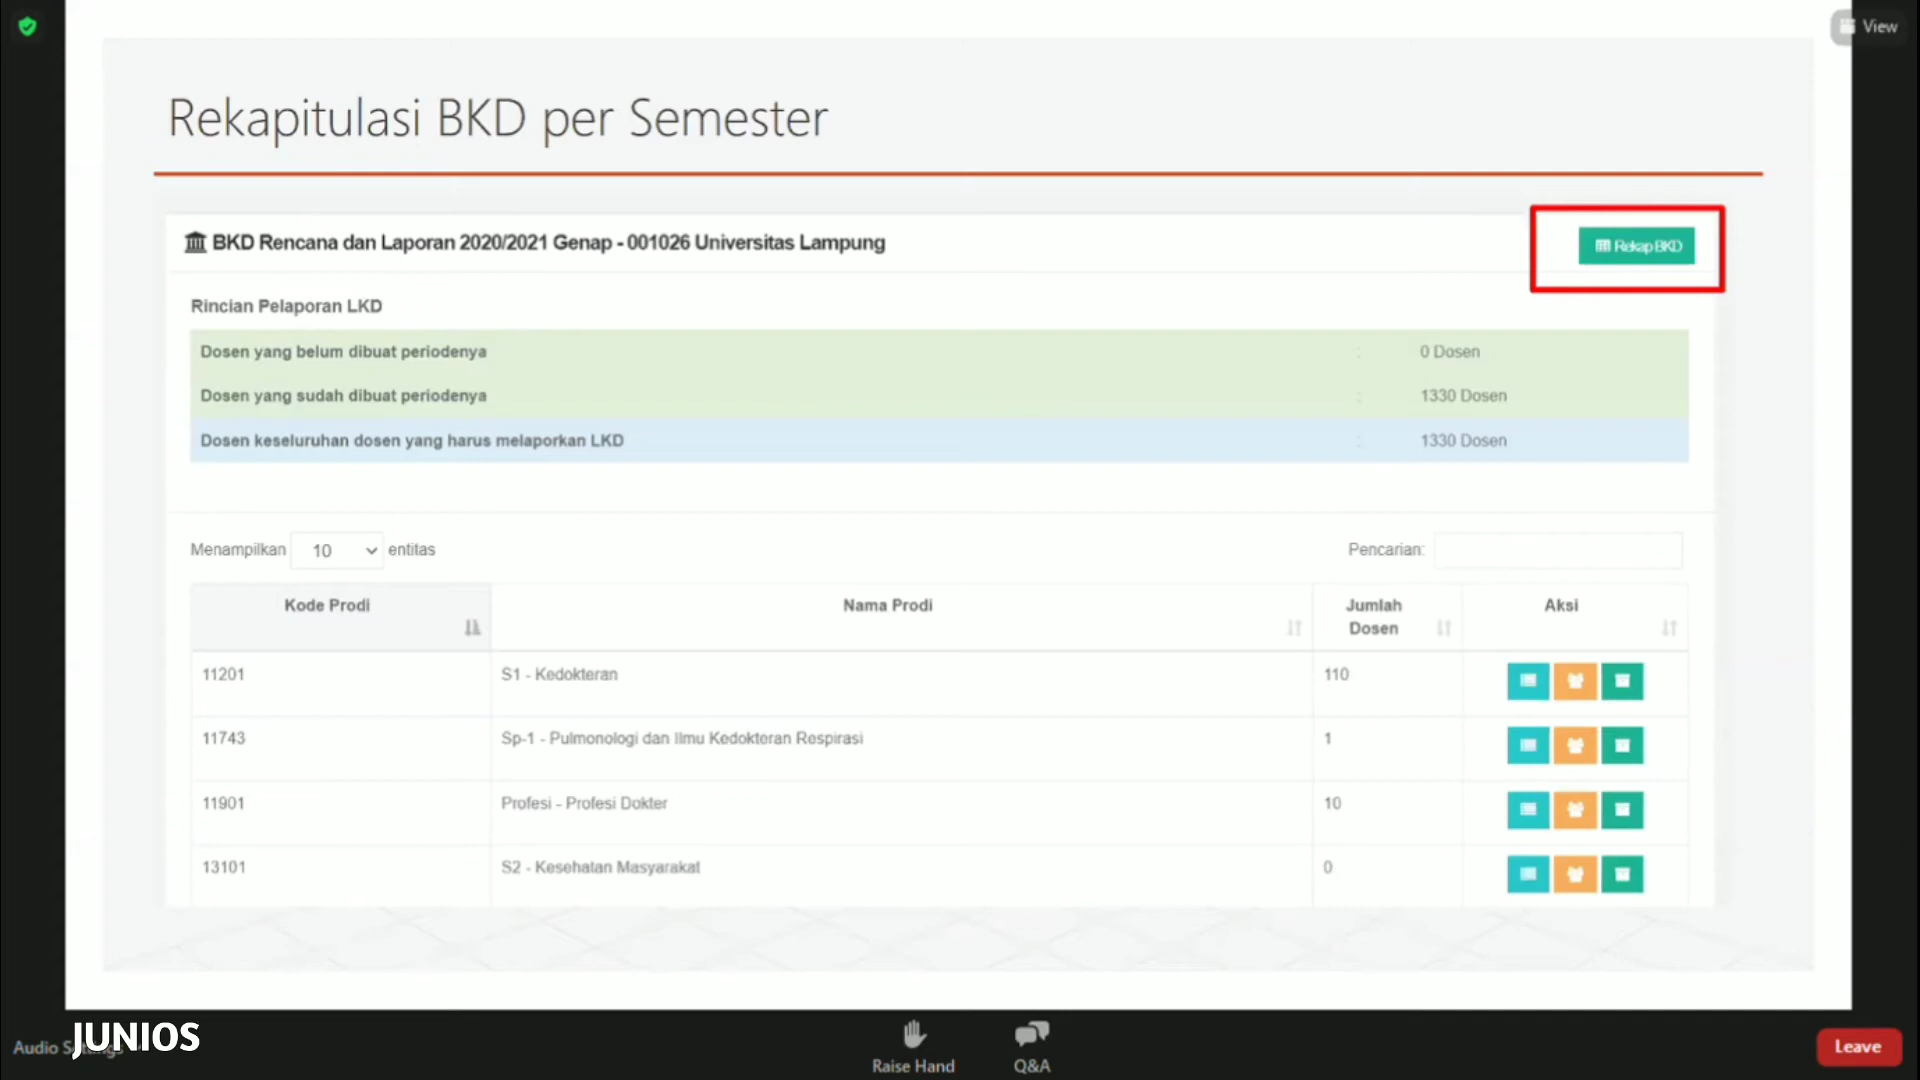 View
Rekapitulasi BKD per Semester
BKD Rencana dan Laporan 2020/2021 Genap - 001026 Universitas Lampung
Rekap BKD
Rincian Pelaporan LKD
Dosen yang belum dibuat periodenya : 0 Dosen
Dosen yang sudah dibuat periodenya : 1330 Dosen
Dosen keseluruhan dosen yang harus melaporkan LKD : 1330 Dosen
Menampilkan 10 entitas
Pencarian:
Kode Prodi Nama Prodi Jumlah Dosen Aksi
11201 S1 - Kedokteran 110
11743 Sp-1 - Pulmonologi dan Ilmu Kedokteran Respirasi 1
11901 Profesi - Profesi Dokter 10
13101 S2 - Kesehatan Masyarakat 0
Audio Settings
JUNIOS
Raise Hand
Q&A
Leave